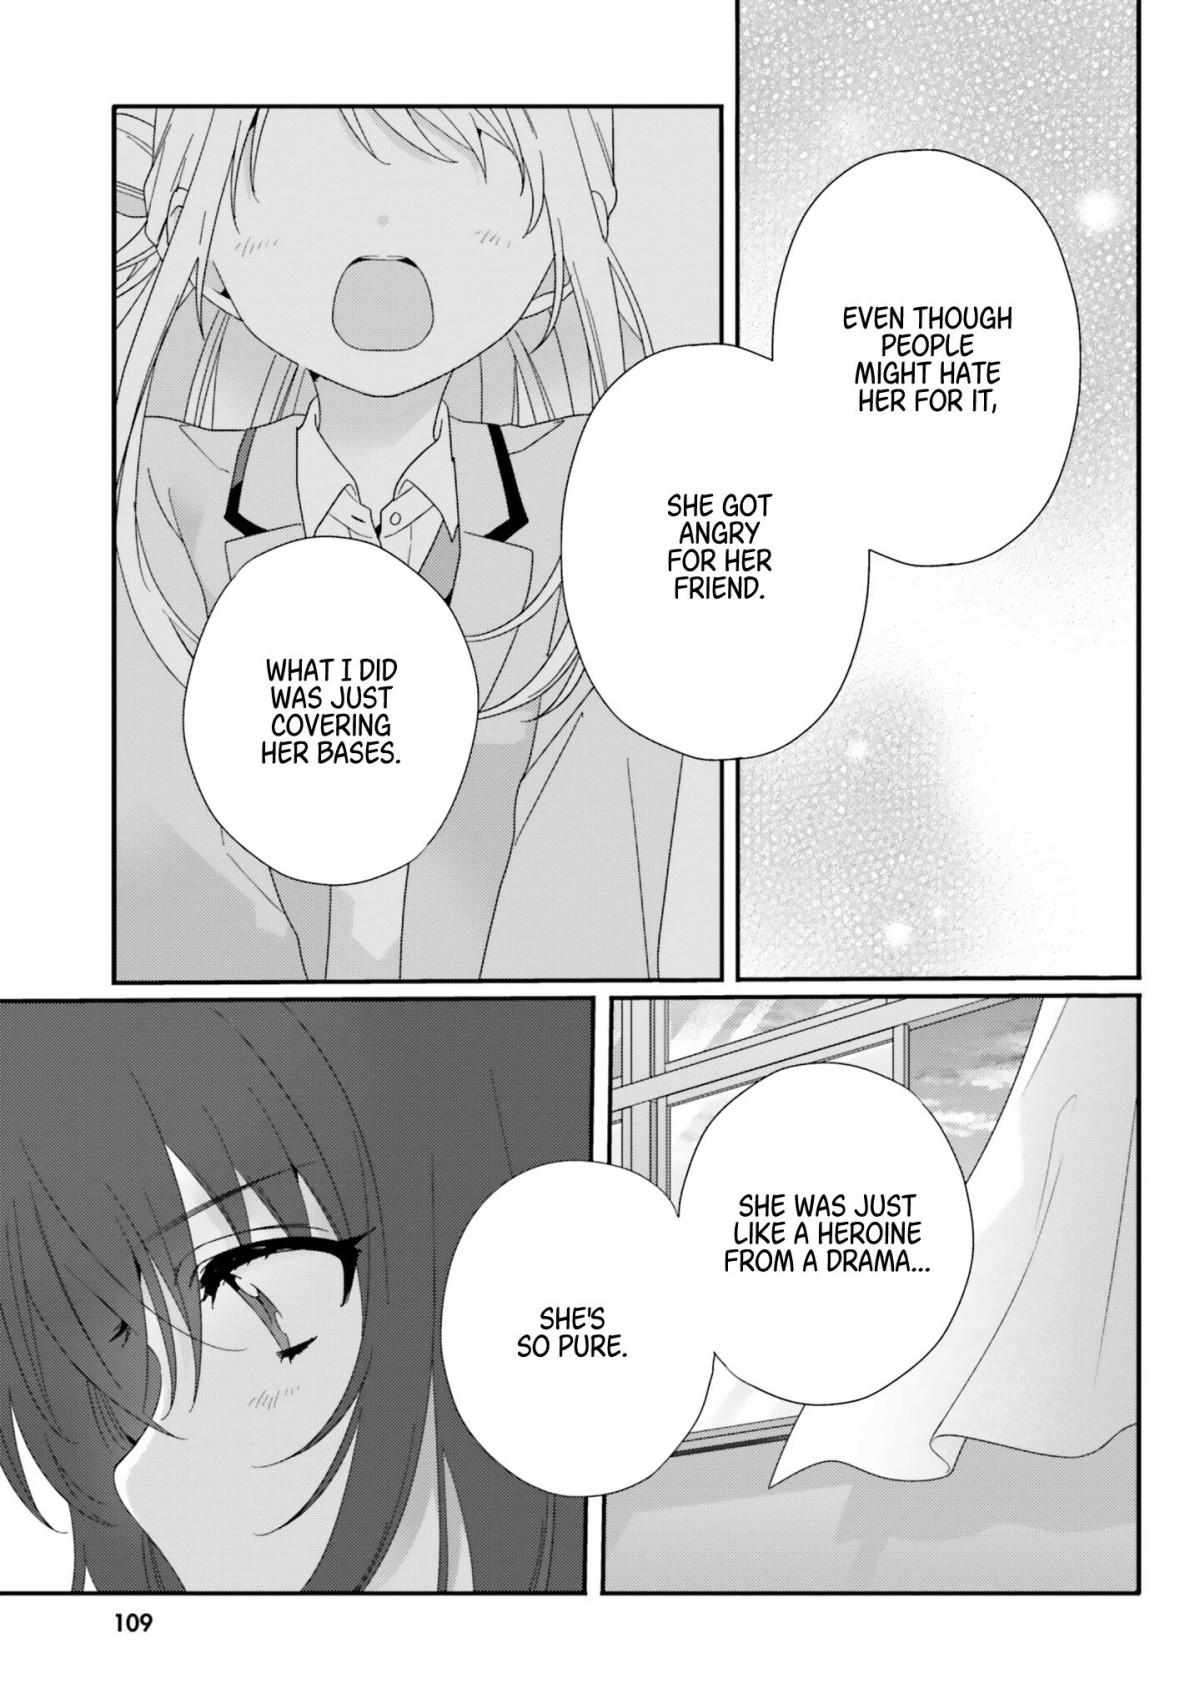 EVEN THOUGH
PEOPLE
MIGHT HATE
HER FOR IT,
SHE GOT
ANGRY
FOR HER
FRIEND.
WHAT I DID
WAS JUST
COVERING
HER BASES.
SHE WAS JUST
LIKE A HEROINE
FROM A DRAMA...
SHE'S
SO PURE.
109